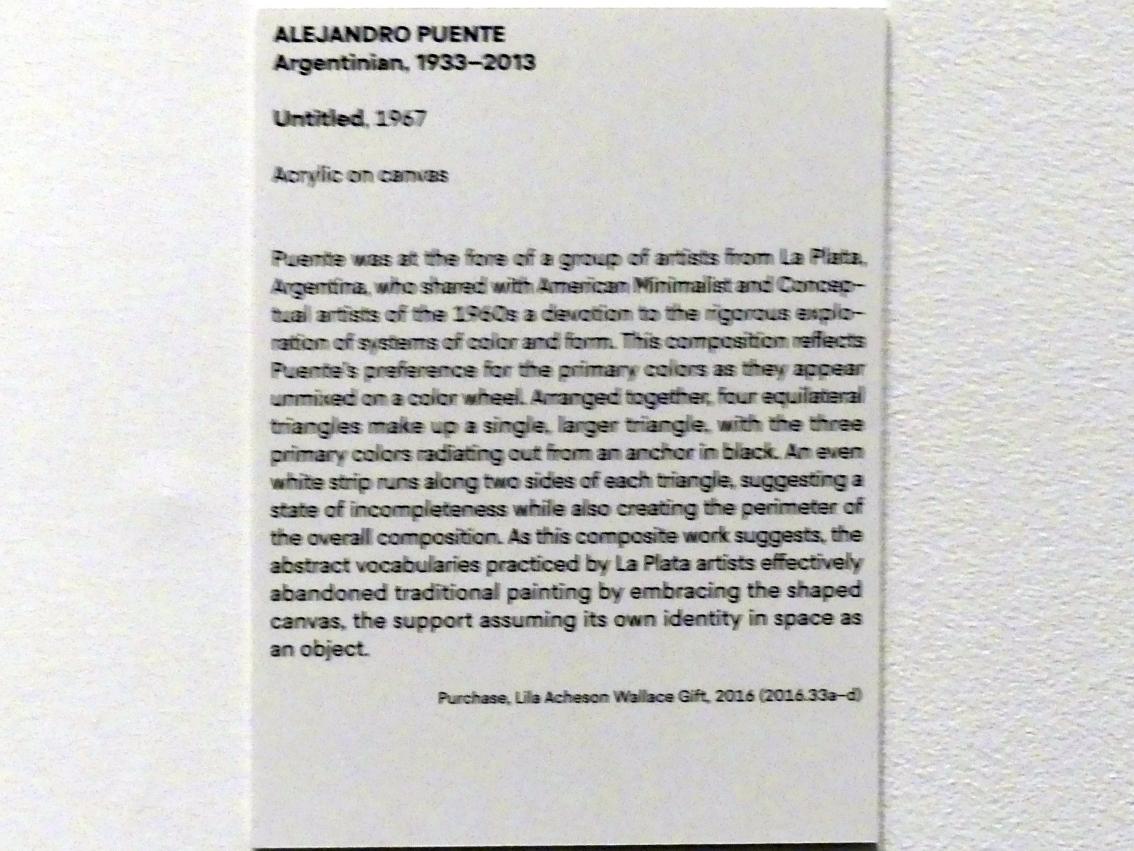 ALEJANDRO PUENTE
Argentinian, 1933–2013
Untitled, 1967
Acrylic on canvas
Puente was at the fore of a group of artists from La Plata,
Argentina, who shared with American Minimalist and Concep-
tual artists of the 1960s a devotion to the rigorous explo-
ration of systems of color and form. This composition reflects
Puente's preference for the primary colors as they appear
unmixed on a color wheel. Arranged together, four equilateral
triangles make up a single, larger triangle, with the three
primary colors radiating out from an anchor in black. An even
white strip runs along two sides of each triangle, suggesting a
state of incompleteness while also creating the perimeter of
the overall composition. As this composite work suggests, the
abstract vocabularies practiced by La Plata artists effectively
abandoned traditional painting by embracing the shaped
canvas, the support assuming its own identity in space as
an object.
Purchase, Lila Acheson Wallace Gift, 2016 (2016.33a–d)